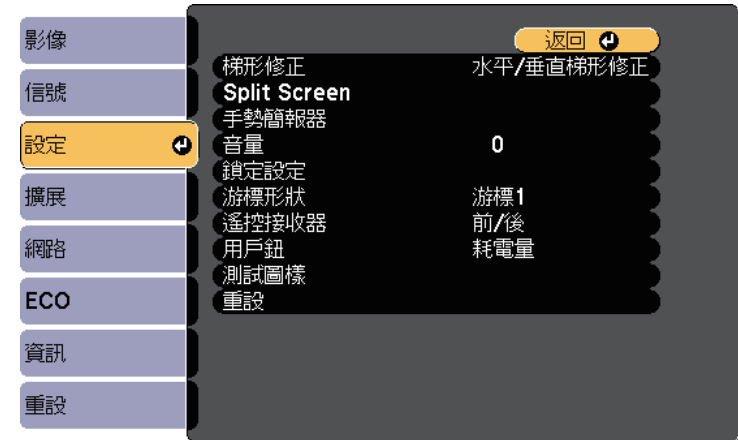 影像
信號
設定
擴展
網路
ECO
資訊
重設
返回
梯形修正 水平/垂直梯形修正
Split Screen
手勢簡報器
音量 0
鎖定設定
游標形狀 游標1
遙控接收器 前/後
用戶鈕 耗電量
測試圖樣
重設